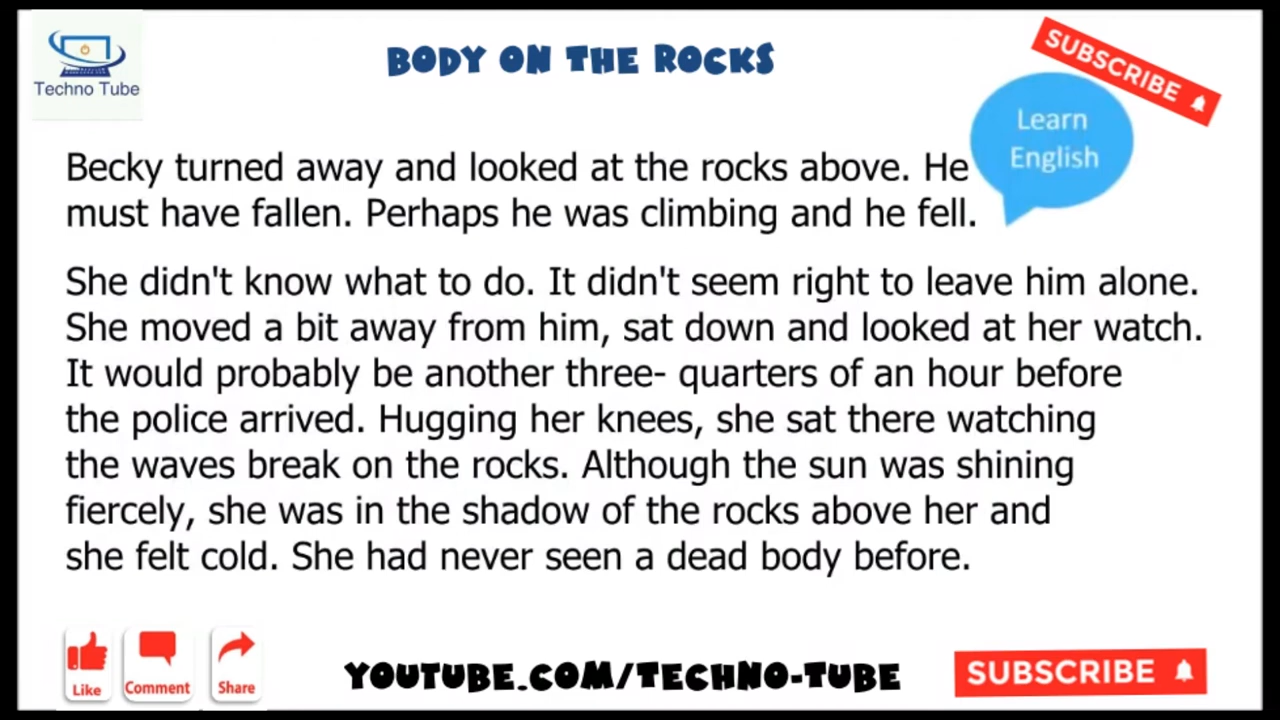 BODY ON THE ROCKS
SUBSCRIBE
Techno Tube
Learn
English
Becky turned away and looked at the rocks above. He
must have fallen. Perhaps he was climbing and he fell.
She didn't know what to do. It didn't seem right to leave him alone.
She moved a bit away from him, sat down and looked at her watch.
It would probably be another three- quarters of an hour before
the police arrived. Hugging her knees, she sat there watching
the waves break on the rocks. Although the sun was shining
fiercely, she was in the shadow of the rocks above her and
she felt cold. She had never seen a dead body before.
Like
Comment
Share
YOUTUBE.COM/TECHNO-TUBE
SUBSCRIBE